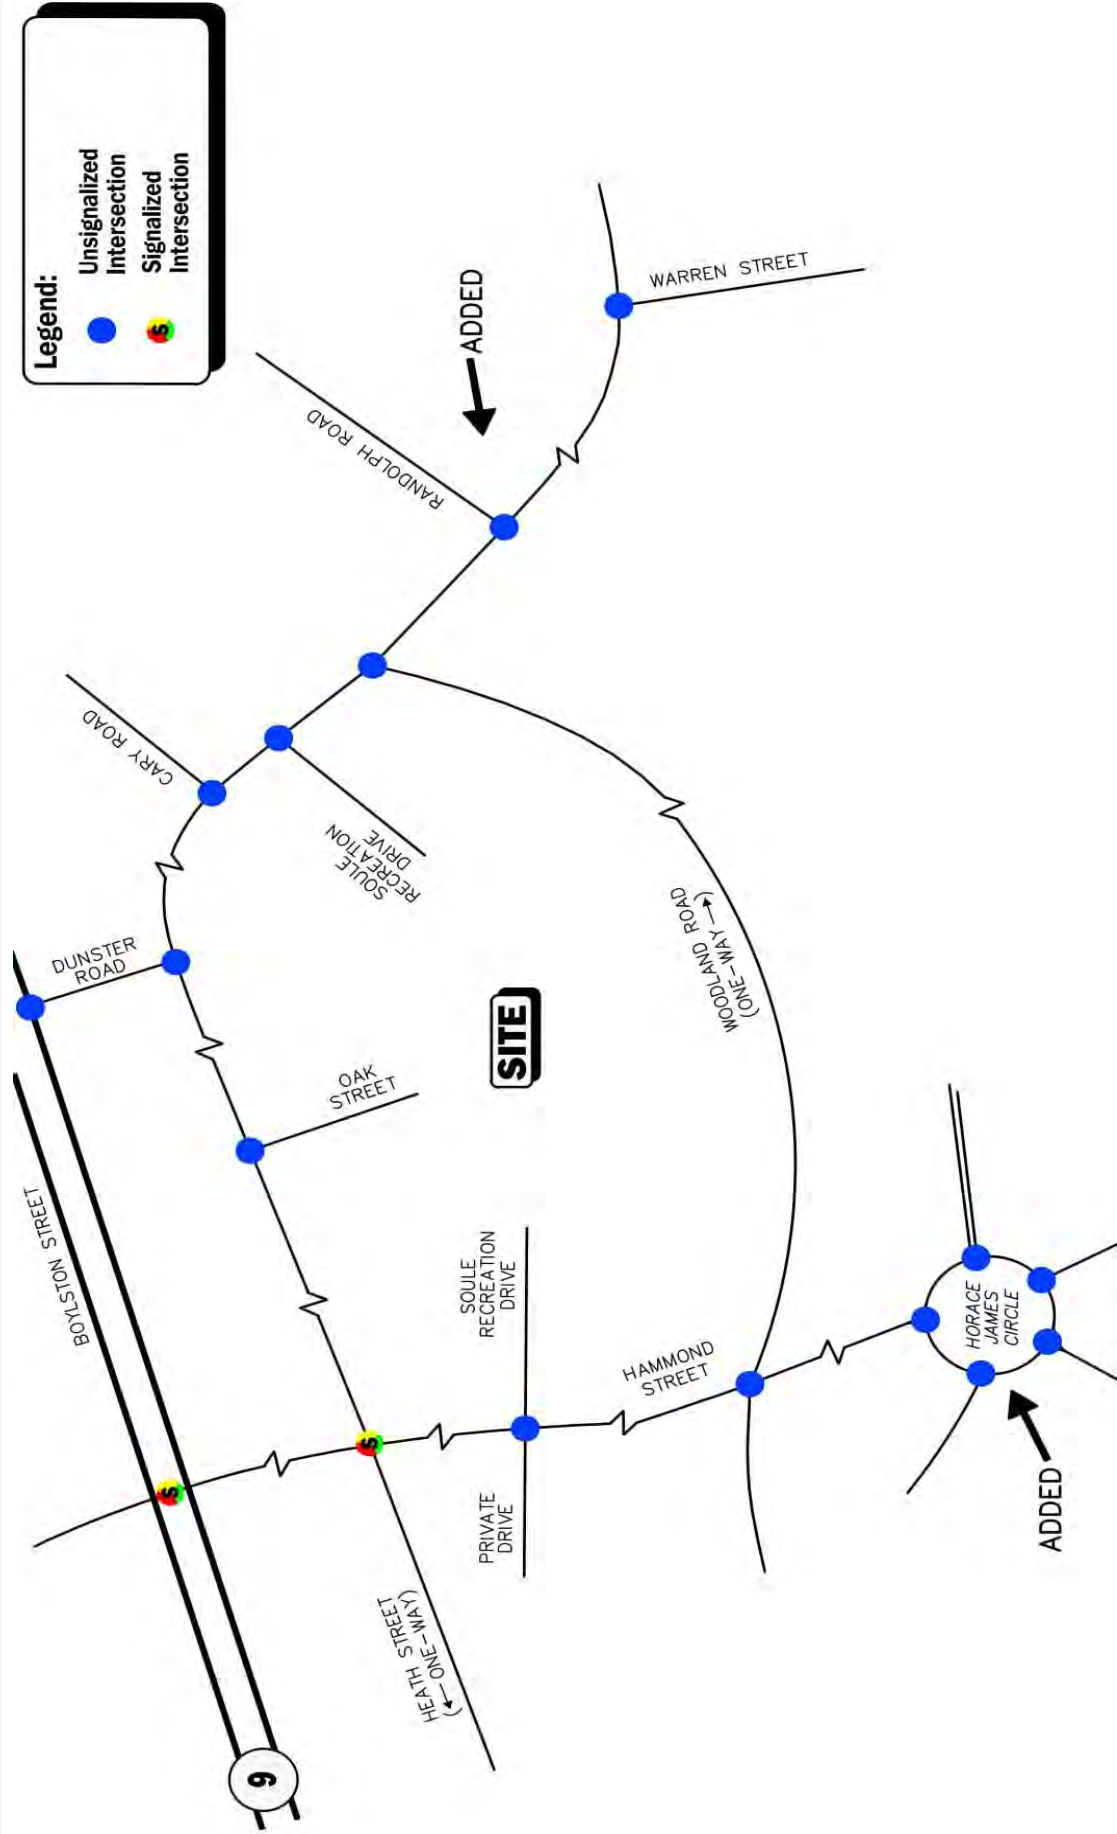 Legend:
Unsignalized
Intersection
Signalized
Intersection
S
WARREN STREET
ADDED
RANDOLPH ROAD
CARY ROAD
SOULE
RECREATION
DRIVE
DUNSTER
ROAD
OAK
STREET
SITE
WOODLAND ROAD
(ONE-WAY→)
BOYLSTON STREET
SOULE
RECREATION
DRIVE
HAMMOND
STREET
HORACE
JAMES
CIRCLE
S
S
PRIVATE
DRIVE
HEATH STREET
(←ONE-WAY)
ADDED
9